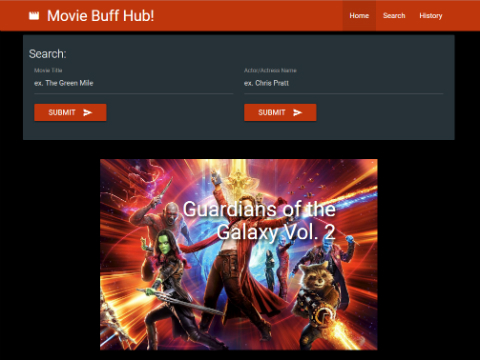 Movie Buff Hub!
Home Search History
Search:
Movie Title
ex. The Green Mile
SUBMIT
Actor/Actress Name
ex. Chris Pratt
SUBMIT
Guardians of the
Galaxy Vol. 2